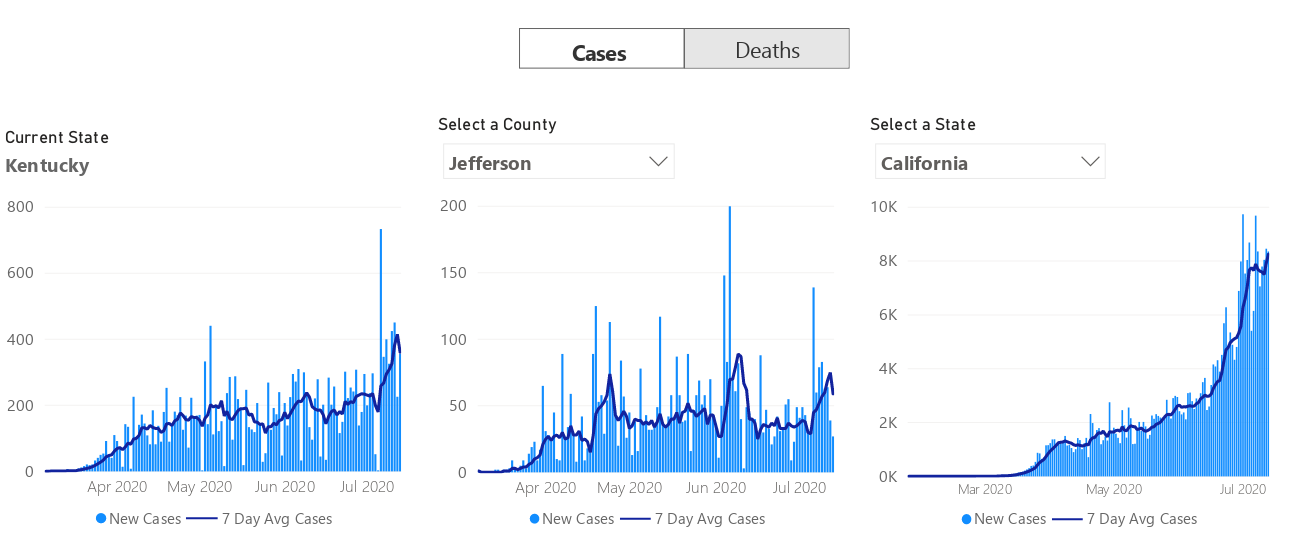 Cases Deaths
Current State
Kentucky
Select a County
Jefferson
Select a State
California
800
600
400
200
0
Apr 2020 May 2020 Jun 2020 Jul 2020
New Cases 7 Day Avg Cases
200
150
100
50
0
Apr 2020 May 2020 Jun 2020 Jul 2020
New Cases 7 Day Avg Cases
10K
8K
6K
4K
2K
0K
Mar 2020 May 2020 Jul 2020
New Cases 7 Day Avg Cases